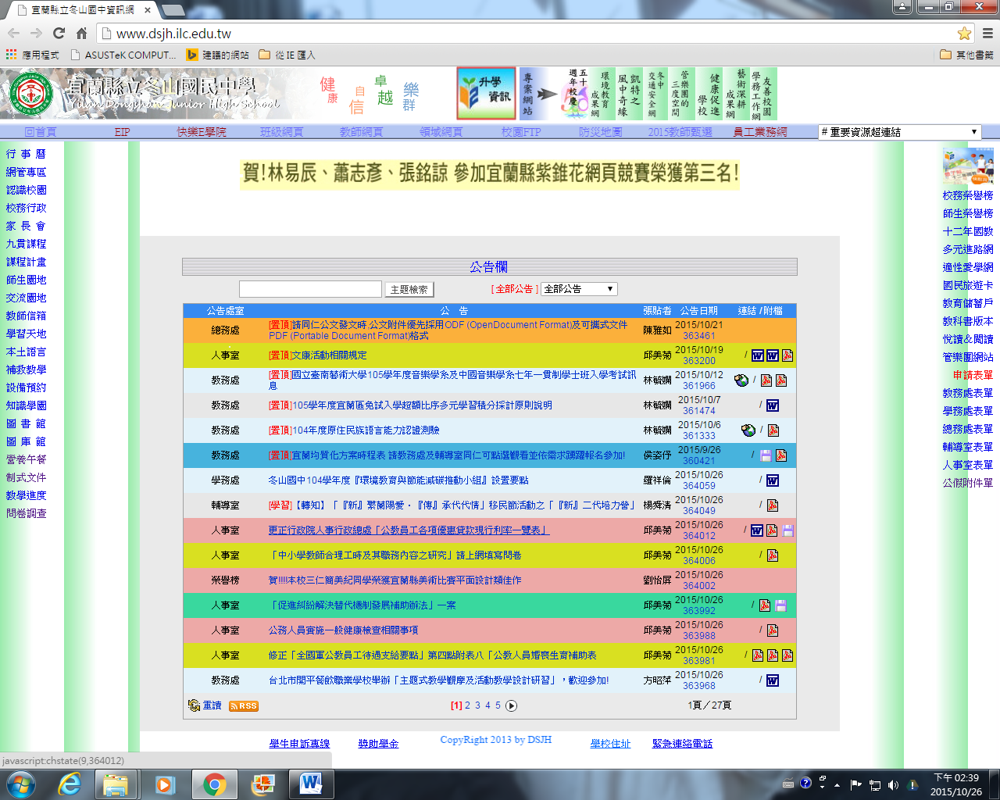 宜蘭縣立冬山國中資訊網
www.dsjh.ilc.edu.tw
應用程式 ASUSTeK COMPUT... 建議的網站 從 IE 匯入 其他書籤
宜蘭縣立冬山國民中學
Yilan Dongshan Junior High School
健康 自信 卓越 樂群
升學資訊
專案網站
五十週年校慶
環境教育成果網
凱特之風中奇緣
冬中交通安全
管樂團的三度空間
健康促進學校
藝術深耕成果網
友善校園學務工作網
回首頁 EIP 快樂E學院 班級網頁 教師網頁 領域網頁 校園FTP 防災地圖 2015教師甄選 員工業務網 # 重要資源超連結
行 事 曆
網管專區
認識校園
校務行政
家 長 會
九貫課程
課程計畫
師生園地
交流園地
教師信箱
學習天地
本土語言
補救教學
設備預約
知識學園
圖 書 館
圖 庫 館
營養午餐
制式文件
教學進度
問卷調查
賀!林易辰、蕭志彥、張銘諒 參加宜蘭縣紫錐花網頁競賽榮獲第三名!
公告欄
主題檢索 [ 全部公告 ] 全部公告
公告處室 公 告 張貼者 公告日期 連結 / 附檔
總務處 [置頂]請同仁公文發文時,公文附件優先採用ODF (OpenDocument Format)及可攜式文件 PDF (Portable Document Format)格式 陳雅如 2015/10/21 363461
人事室 [置頂]文康活動相關規定 邱美菊 2015/10/19 363200 /
教務處 [置頂]國立臺南藝術大學105學年度音樂學系及中國音樂學系七年一貫制學士班入學考試訊息 林毓嫻 2015/10/12 361966 /
教務處 [置頂]105學年度宜蘭區免試入學超額比序多元學習積分採計原則說明 林毓嫻 2015/10/7 361474 /
教務處 [置頂]104年度原住民族語言能力認證測驗 林毓嫻 2015/10/6 361333 /
教務處 [置頂]宜蘭均質化方案時程表 請教務處及輔導室同仁可點選觀看並依需求踴躍報名參加! 侯姿伃 2015/9/26 360421 /
學務處 冬山國中104學年度『環境教育與節能減碳推動小組』設置要點 羅祥倫 2015/10/26 364059 /
輔導室 [學習]【轉知】「『新』繫蘭陽愛‧『傳』承代代情」移民節活動之「『新』二代培力營」 楊舜清 2015/10/26 364049 /
人事室 更正行政院人事行政總處「公教員工各項優惠貸款現行利率一覽表」 邱美菊 2015/10/26 364012 /
人事室 「中小學教師合理工時及其職務內容之研究」請上網填寫問卷 邱美菊 2015/10/26 364006 /
榮譽榜 賀!!!!本校三仁簡美紀同學榮獲宜蘭縣美術比賽平面設計類佳作 劉怡屏 2015/10/26 364002
人事室 「促進糾紛解決替代機制發展補助辦法」一案 邱美菊 2015/10/26 363992 /
人事室 公務人員實施一般健康檢查相關事項 邱美菊 2015/10/26 363988 /
人事室 修正「全國軍公教員工待遇支給要點」第四點附表八「公教人員婚喪生育補助表 邱美菊 2015/10/26 363981 /
教務處 台北市開平餐飲職業學校舉辦「主題式教學觀摩及活動教學設計研習」，歡迎參加! 方昭萍 2015/10/26 363968 /
重讀 RSS [1] 2 3 4 5 1頁／27頁
校務榮譽榜
師生榮譽榜
十二年國教
多元進路網
適性愛學網
國民旅遊卡
教育儲蓄戶
教科書版本
悅讀&閱讀
管樂團網站
申請表單
教務處表單
學務處表單
總務處表單
輔導室表單
人事室表單
公假附件單
學生申訴專線 獎助學金 CopyRight 2013 by DSJH 學校住址 緊急連絡電話
javascript:chstate(9,364012)
下午 02:39
2015/10/26